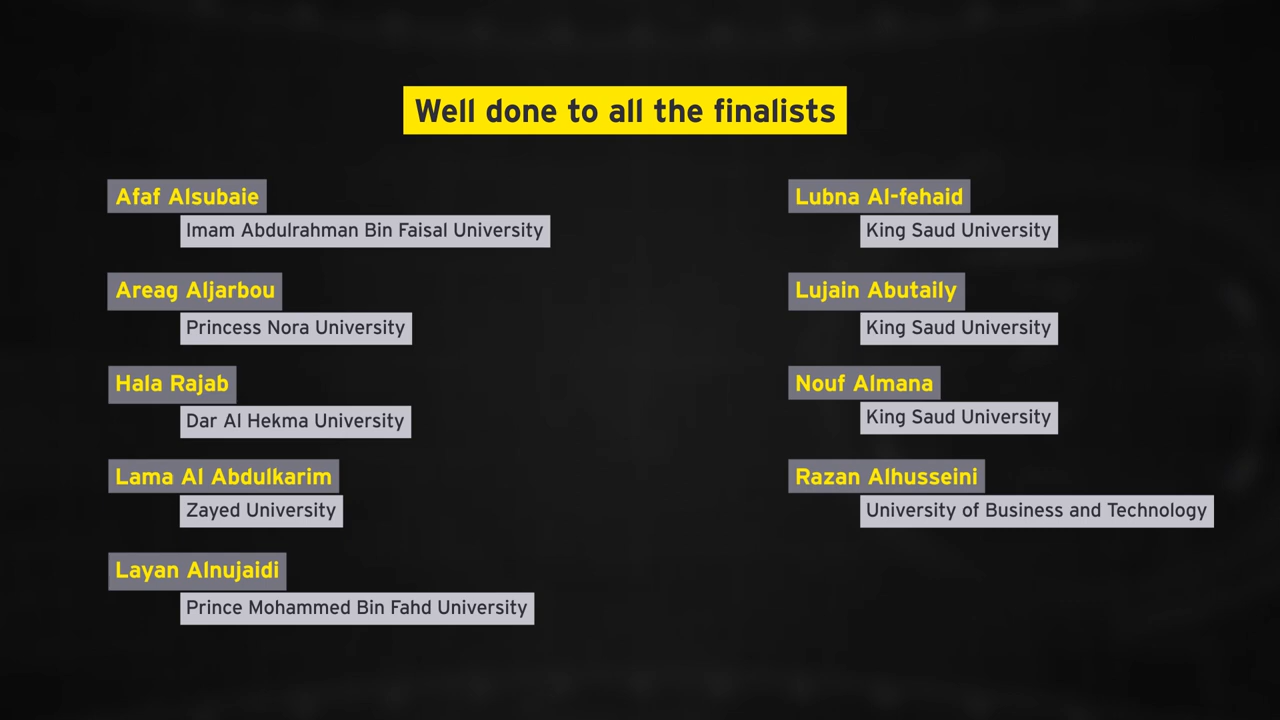 Well done to all the finalists
Afaf Alsubaie
Imam Abdulrahman Bin Faisal University
Areag Aljarbou
Princess Nora University
Hala Rajab
Dar Al Hekma University
Lama Al Abdulkarim
Zayed University
Layan Alnujaidi
Prince Mohammed Bin Fahd University
Lubna Al-fehaid
King Saud University
Lujain Abutaily
King Saud University
Nouf Almana
King Saud University
Razan Alhusseini
University of Business and Technology